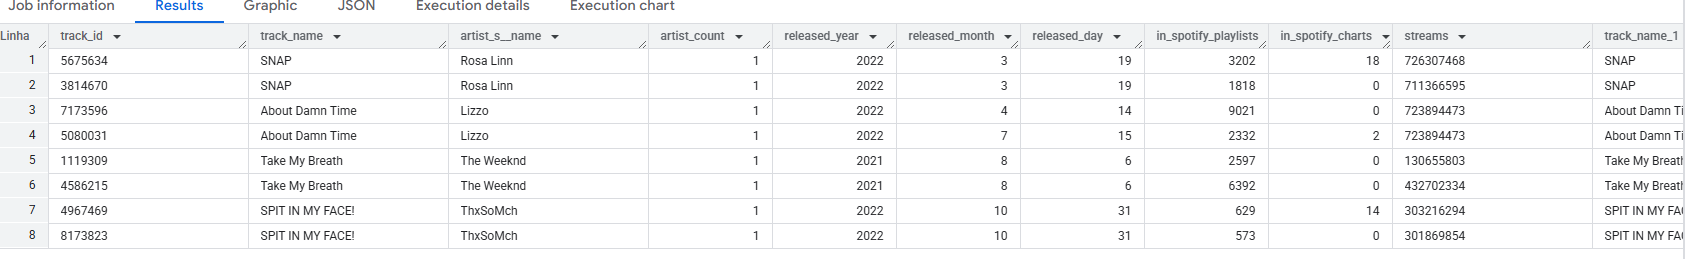 Job information Results Graphic JSON Execution details Execution chart
Linha track_id track_name artist_s__name artist_count released_year released_month released_day in_spotify_playlists in_spotify_charts streams track_name_1
1 5675634 SNAP Rosa Linn 1 2022 3 19 3202 18 726307468 SNAP
2 3814670 SNAP Rosa Linn 1 2022 3 19 1818 0 711366595 SNAP
3 7173596 About Damn Time Lizzo 1 2022 4 14 9021 0 723894473 About Damn Ti
4 5080031 About Damn Time Lizzo 1 2022 7 15 2332 2 723894473 About Damn Ti
5 1119309 Take My Breath The Weeknd 1 2021 8 6 2597 0 130655803 Take My Breath
6 4586215 Take My Breath The Weeknd 1 2021 8 6 6392 0 432702334 Take My Breath
7 4967469 SPIT IN MY FACE! ThxSoMch 1 2022 10 31 629 14 303216294 SPIT IN MY FA
8 8173823 SPIT IN MY FACE! ThxSoMch 1 2022 10 31 573 0 301869854 SPIT IN MY FA